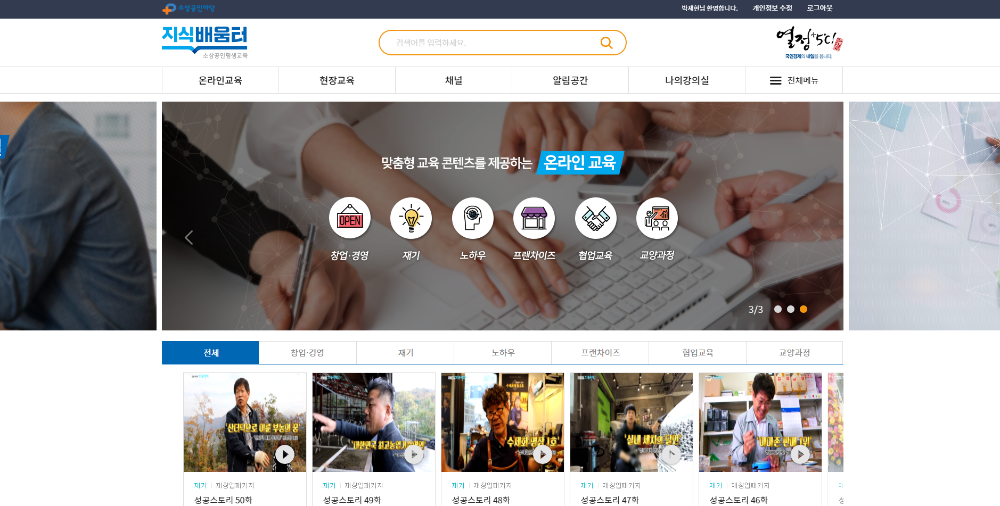 소상공인마당
박재현님 환영합니다.
개인정보 수정
로그아웃
지식배움터
소상공인평생교육
검색어를 입력하세요.
열정+5℃!
국민경제의 내일을 봅니다.
온라인교육
현장교육
채널
알림공간
나의강의실
전체메뉴
맞춤형 교육 콘텐츠를 제공하는 온라인 교육
OPEN
창업·경영
재기
노하우
프랜차이즈
협업교육
교양과정
3/3
전체
창업·경영
재기
노하우
프랜차이즈
협업교육
교양과정
'산더덕으로 이룬 부농의 꿈'
'대한민국 최고농업기술명인'
수제화 명장 1호'
'실내 세차의 달인'
'아마존 판매 1위'
재기 | 재창업패키지
성공스토리 50화
재기 | 재창업패키지
성공스토리 49화
재기 | 재창업패키지
성공스토리 48화
재기 | 재창업패키지
성공스토리 47화
재기 | 재창업패키지
성공스토리 46화